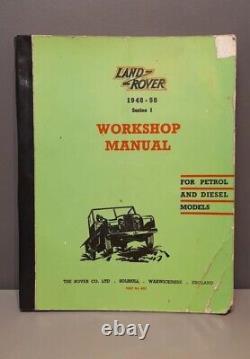 LAND-
-ROVER
1948-58
Series I
WORKSHOP
MANUAL
FOR PETROL
AND DIESEL
MODELS
THE ROVER CO. LTD . SOLIHULL . WARWICKSHIRE . ENGLAND